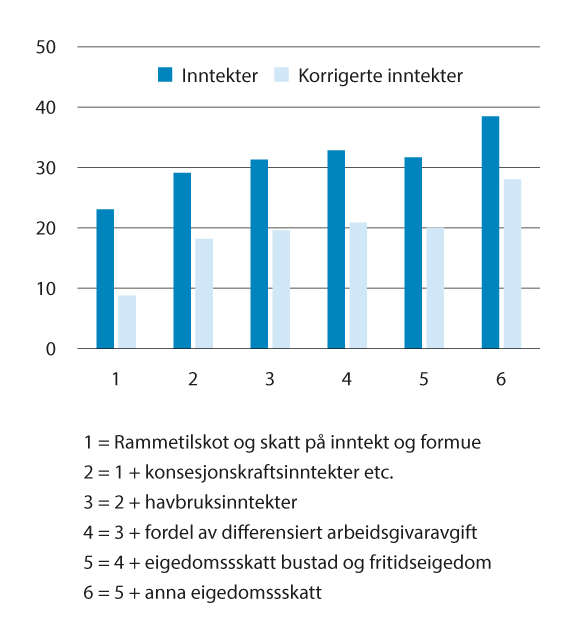 50
Inntekter Korrigerte inntekter
40
30
20
10
0
1 2 3 4 5 6
1 = Rammetilskot og skatt på inntekt og formue
2 = 1 + konsesjonskraftsinntekter etc.
3 = 2 + havbruksinntekter
4 = 3 + fordel av differensiert arbeidsgivaravgift
5 = 4 + eigedomssskatt bustad og fritidseigedom
6 = 5 + anna eigedomssskatt